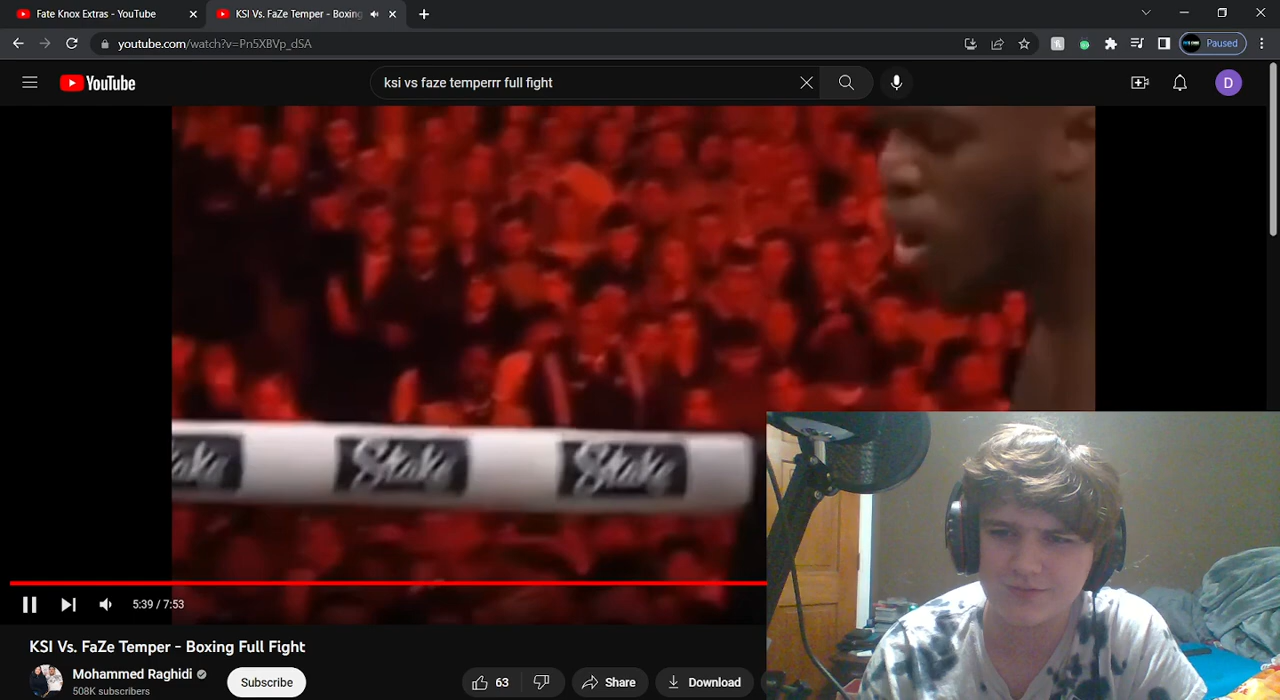 Fate Knox Extras - YouTube
KSI Vs. FaZe Temper - Boxing
youtube.com/watch?v=Pn5XBVp_dSA
Paused
YouTube
ksi vs faze temperrr full fight
D
Stake
Stake
5:39 / 7:53
KSI Vs. FaZe Temper - Boxing Full Fight
Mohammed Raghidi
508K subscribers
Subscribe
63
Share
Download